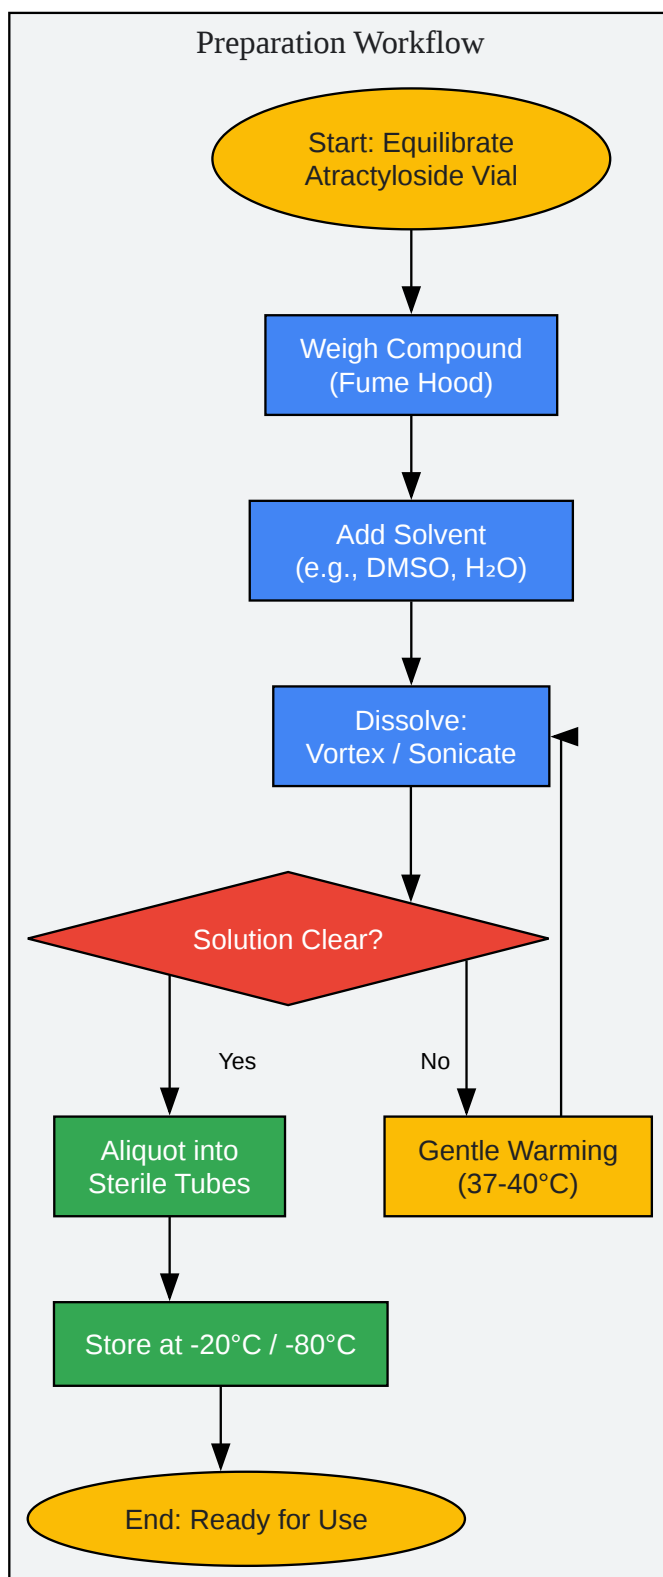 Preparation Workflow
Start: Equilibrate
Atractyloside Vial
Weigh Compound
(Fume Hood)
Add Solvent
(e.g., DMSO, H₂O)
Dissolve:
Vortex / Sonicate
Solution Clear?
Yes
No
Aliquot into
Sterile Tubes
Gentle Warming
(37-40°C)
Store at -20°C / -80°C
End: Ready for Use